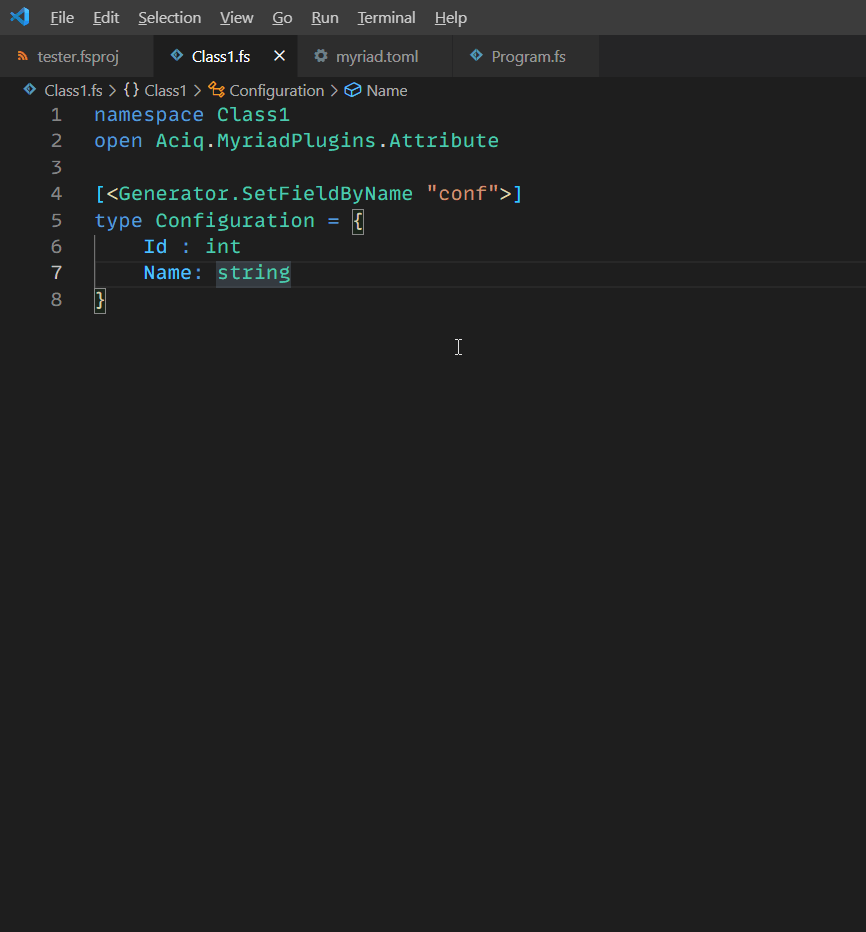 File Edit Selection View Go Run Terminal Help
tester.fsproj Class1.fs myriad.toml Program.fs
Class1.fs > {} Class1 > Configuration > Name
1 namespace Class1
2 open Aciq.MyriadPlugins.Attribute
3
4 [<Generator.SetFieldByName "conf">]
5 type Configuration = {
6 Id : int
7 Name: string
8 }